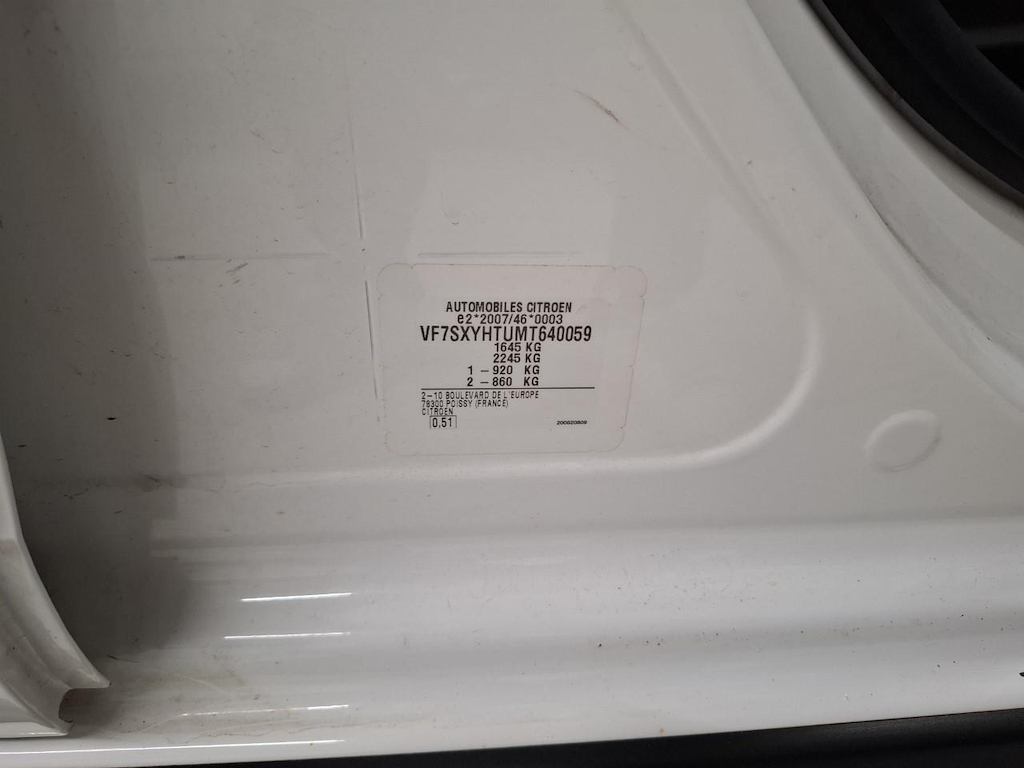 AUTOMOBILES CITROEN
e2*2007/46*0003
VF7SXYHTUMT640059
1645 KG
2245 KG
1 - 920 KG
2 - 860 KG
2-10 BOULEVARD DE L'EUROPE
78300 POISSY (FRANCE)
CITROEN
0,51
200820809